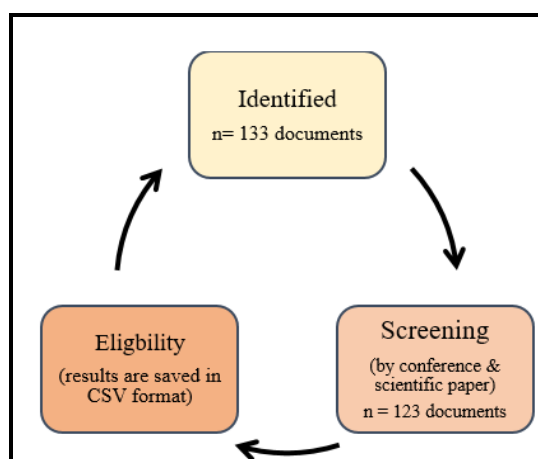 Identified
n= 133 documents
Screening
(by conference &
scientific paper)
n = 123 documents
Eligbility
(results are saved in
CSV format)